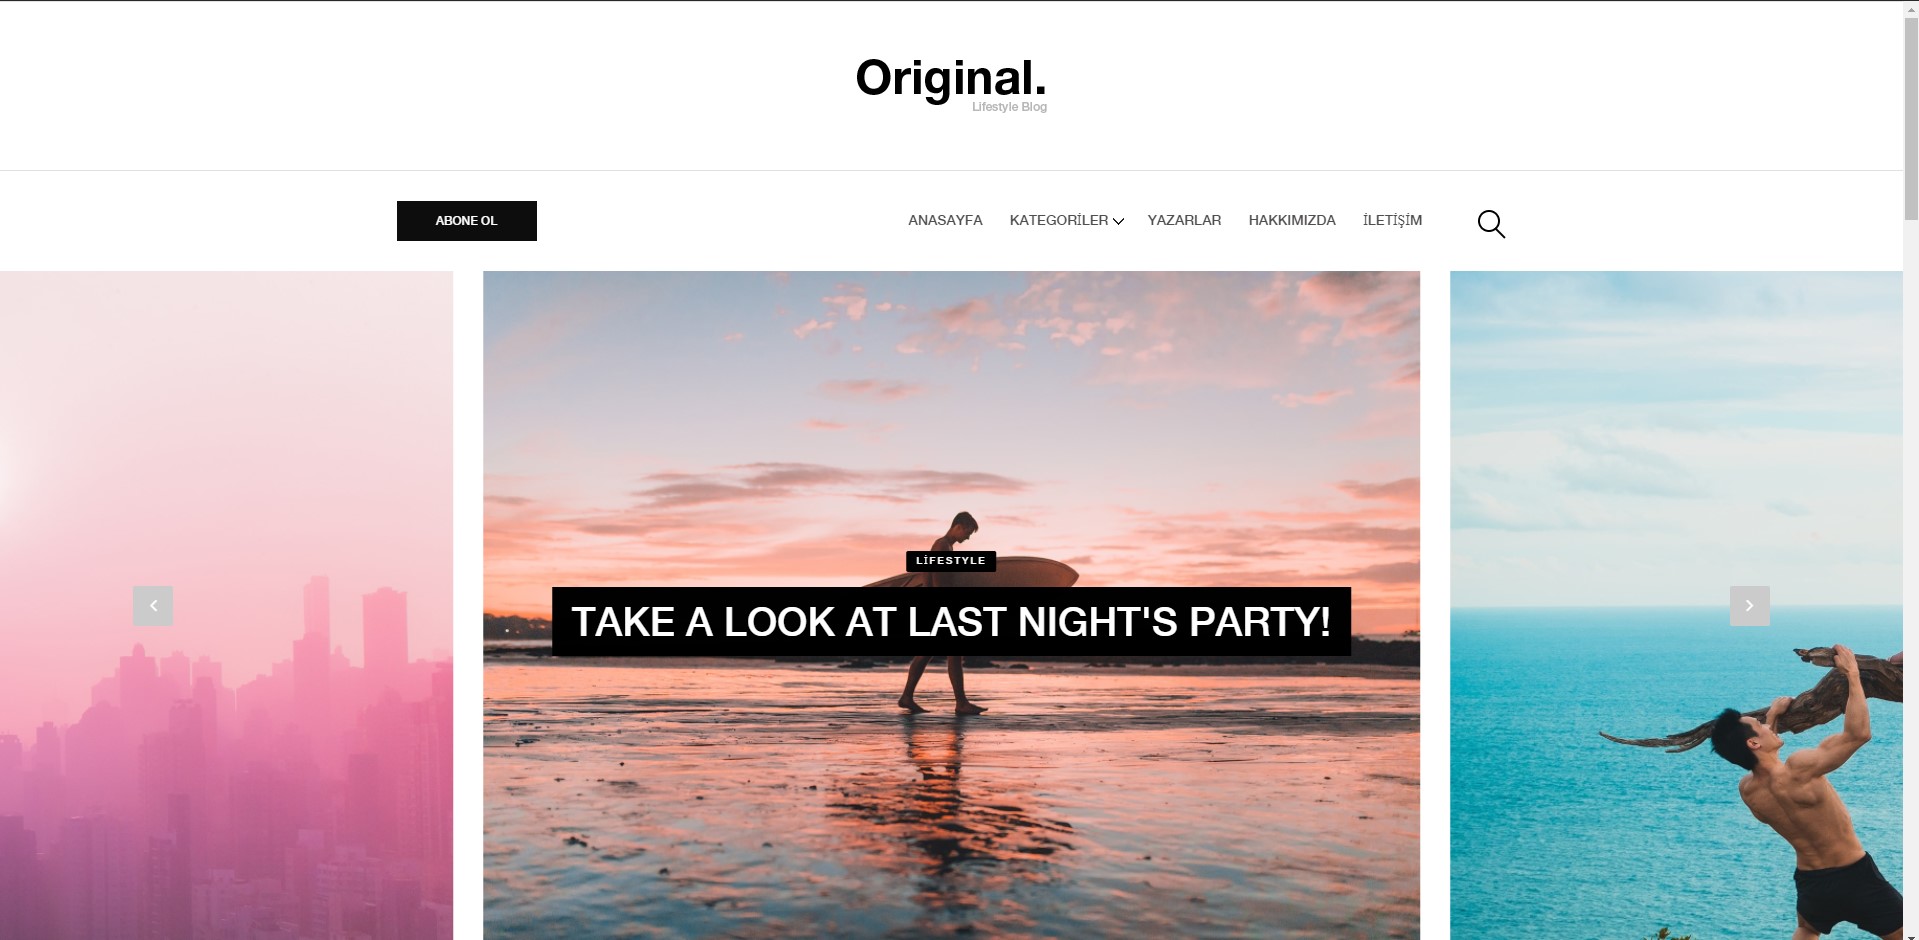 Original.
Lifestyle Blog
ABONE OL
ANASAYFA
KATEGORİLER
YAZARLAR
HAKKIMIZDA
İLETİŞİM
LİFESTYLE
TAKE A LOOK AT LAST NIGHT'S PARTY!